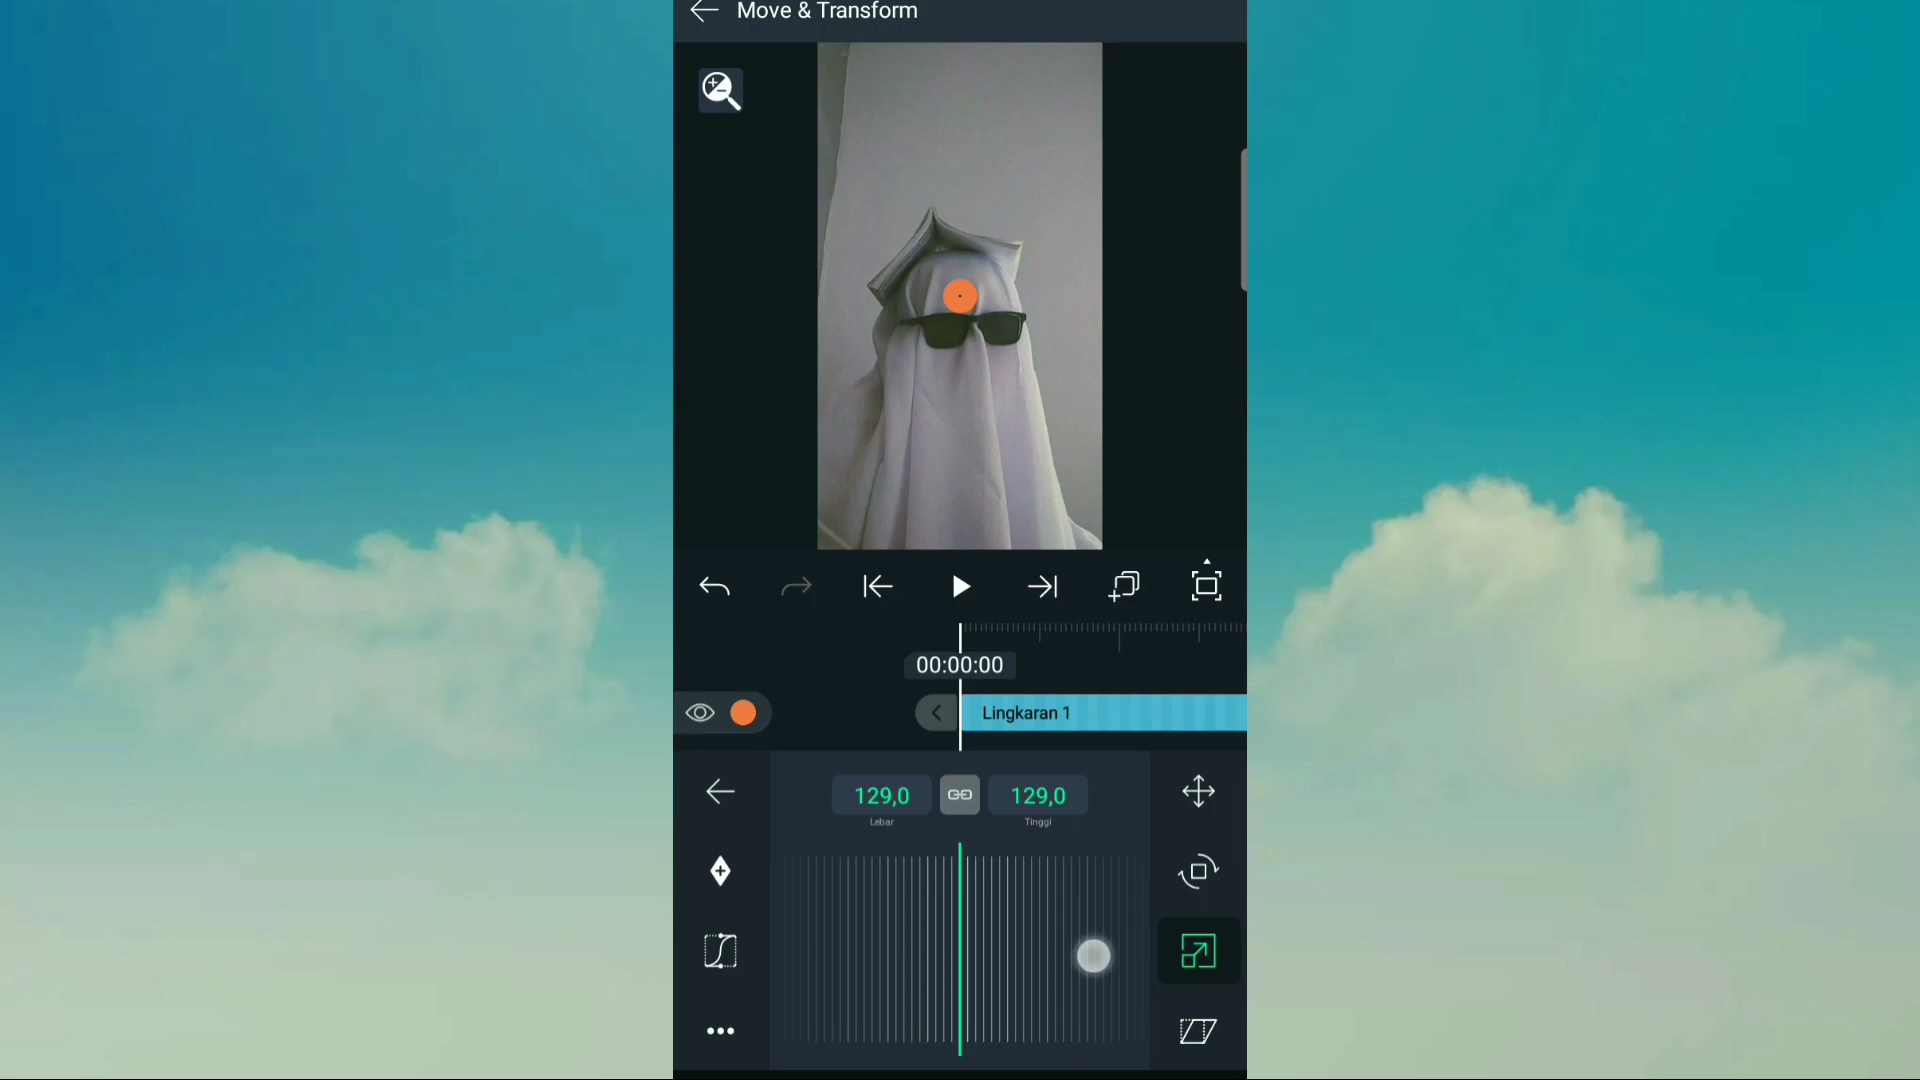 Move & Transform
00:00:00
Lingkaran 1
129,0
129,0
Lebar
Tinggi